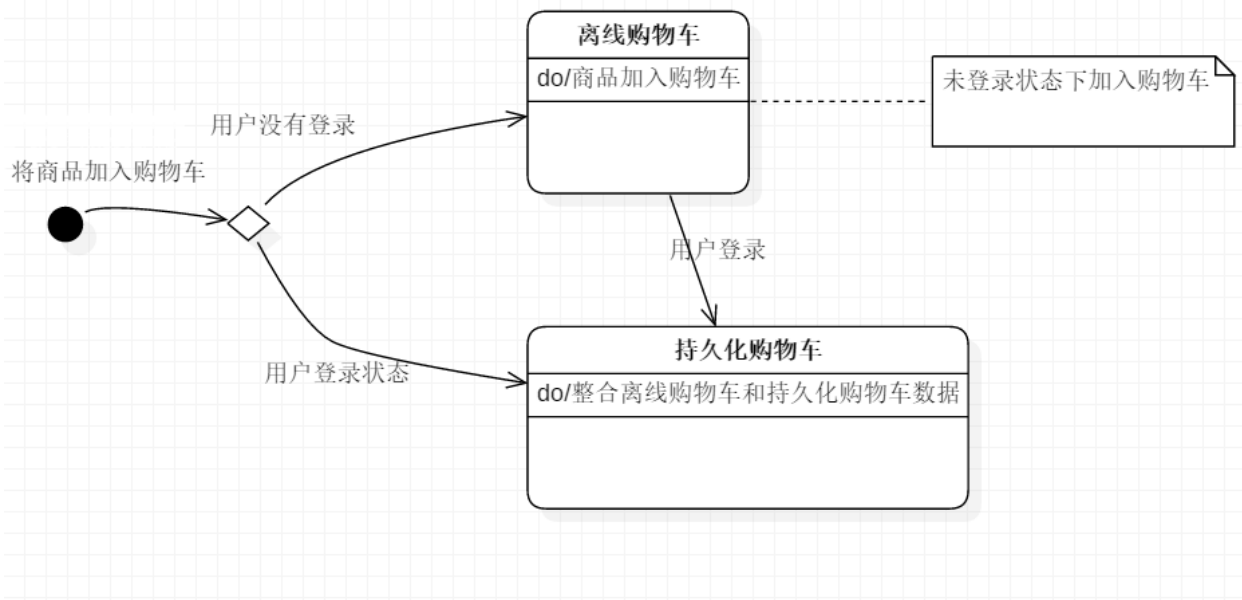 离线购物车
do/商品加入购物车
未登录状态下加入购物车
用户没有登录
将商品加入购物车
用户登录
持久化购物车
用户登录状态
do/整合离线购物车和持久化购物车数据